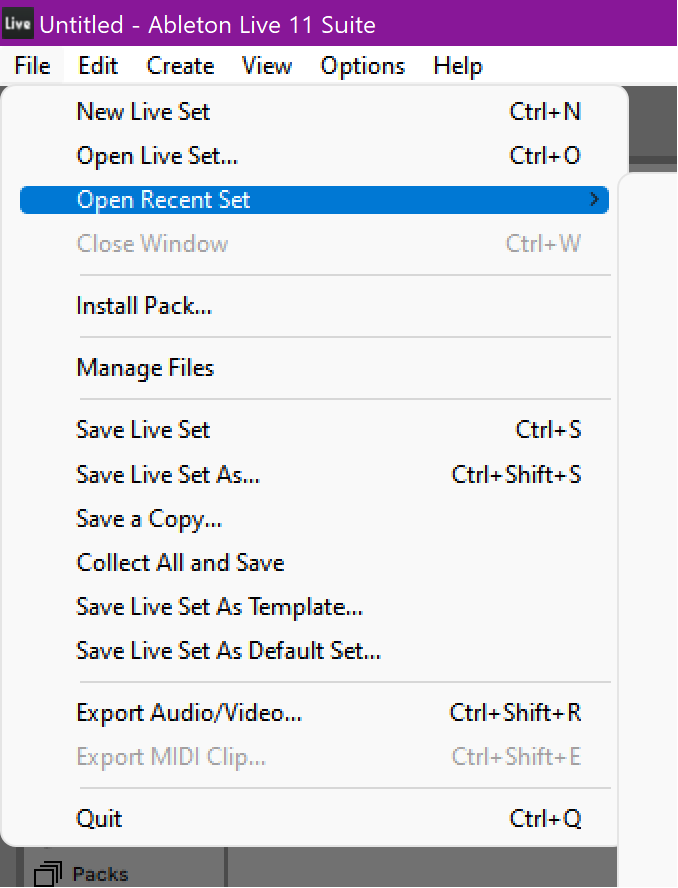 Live Untitled - Ableton Live 11 Suite
File Edit Create View Options Help
New Live Set Ctrl+N
Open Live Set... Ctrl+O
Open Recent Set
Close Window Ctrl+W
Install Pack...
Manage Files
Save Live Set Ctrl+S
Save Live Set As... Ctrl+Shift+S
Save a Copy...
Collect All and Save
Save Live Set As Template...
Save Live Set As Default Set...
Export Audio/Video... Ctrl+Shift+R
Export MIDI Clip... Ctrl+Shift+E
Quit Ctrl+Q
Packs